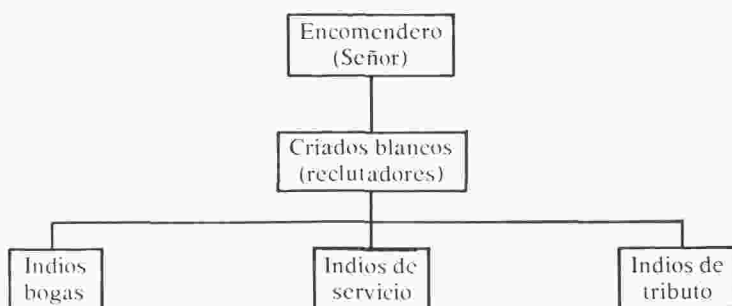 Encomendero
(Señor)
Criados blancos
(reclutadores)
Indios
bogas
Indios de
servicio
Indios de
tributo